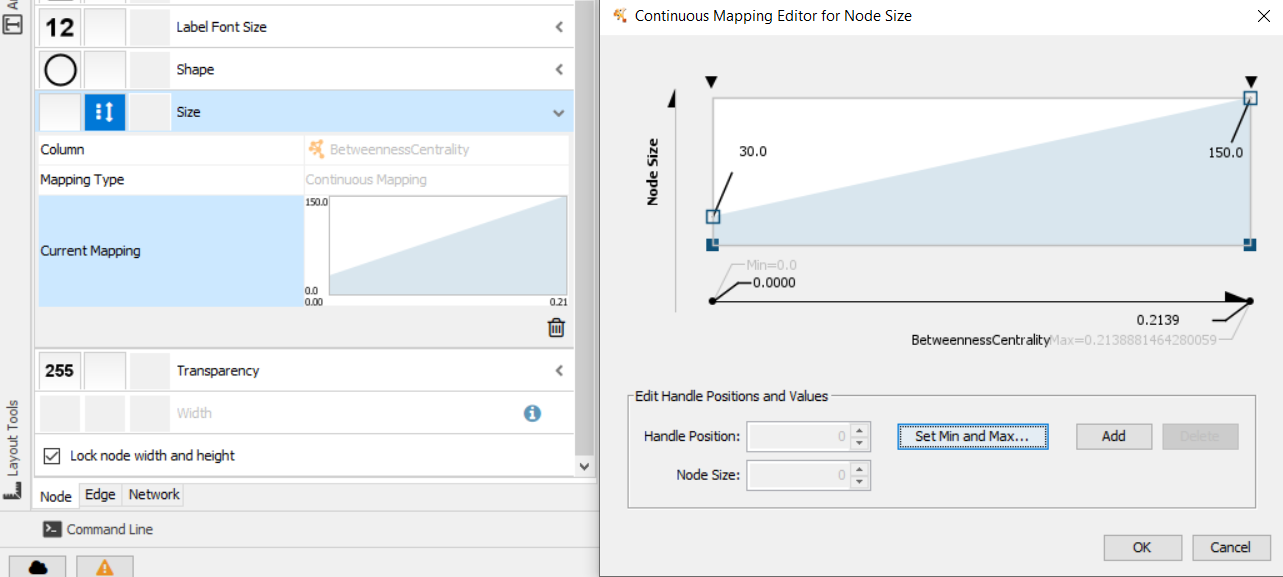 Continuous Mapping Editor for Node Size
12 Label Font Size
Shape
Size
Column BetweennessCentrality
Mapping Type Continuous Mapping
Current Mapping
150.0
0.0
0.00 0.21
255 Transparency
Width
Lock node width and height
Layout Tools
Node Edge Network
Command Line
Node Size
30.0
150.0
Min=0.0
0.0000
0.2139
BetweennessCentrality Max=0.2138881464280059
Edit Handle Positions and Values
Handle Position: 0 Set Min and Max... Add Delete
Node Size: 0
OK Cancel